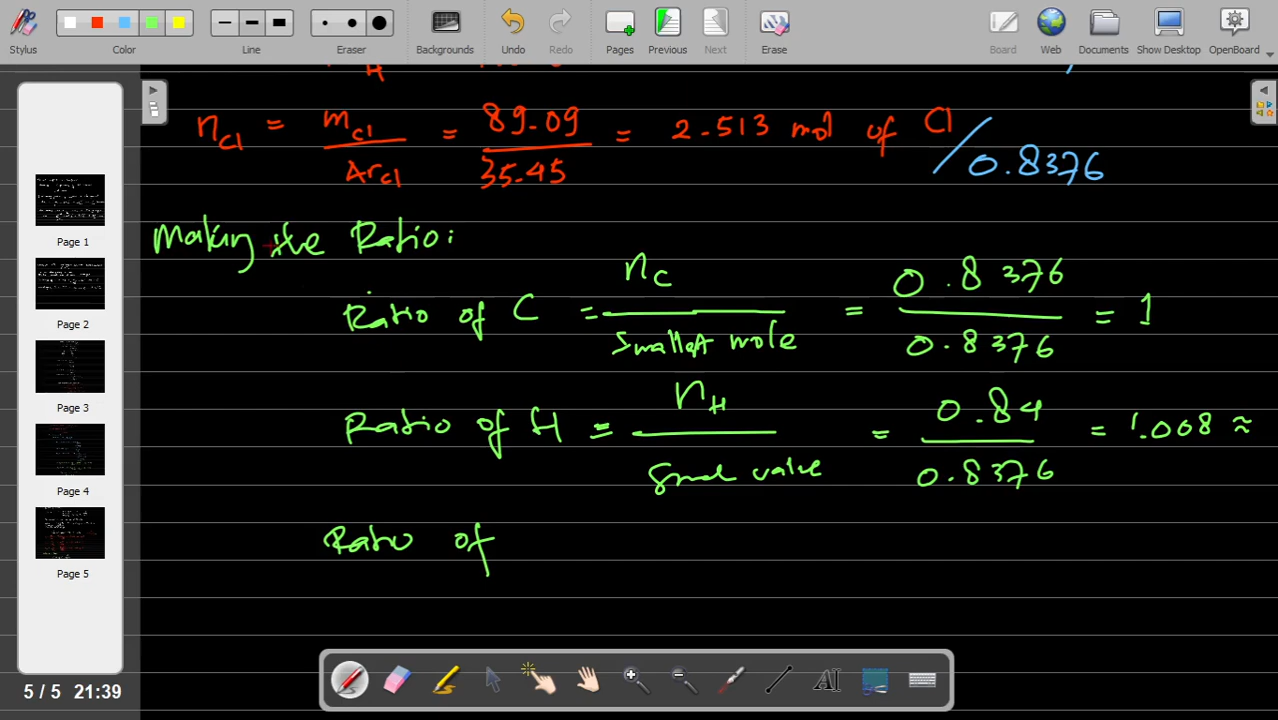 Stylus Color Line Eraser Backgrounds Undo Redo Pages Previous Next Erase Board Web Documents Show Desktop OpenBoard
n_Cl = m_Cl / Ar_Cl = 89.09 / 35.45 = 2.513 mol of Cl / 0.8376
Making the Ratio:
Ratio of C = n_C / Smallest mole = 0.8376 / 0.8376 = 1
Ratio of H = n_H / Small value = 0.84 / 0.8376 = 1.008 ≈
Ratio of
Page 1
Page 2
Page 3
Page 4
Page 5
5 / 5 21:39